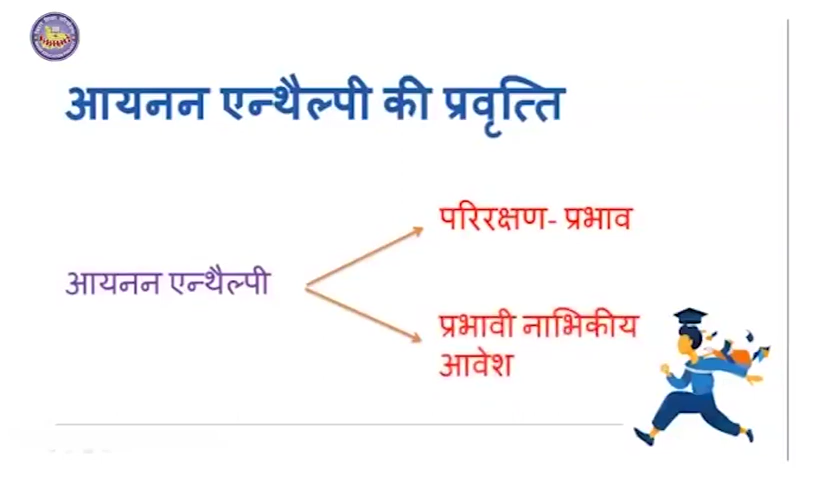 आयनन एन्थैल्पी की प्रवृत्ति
परिरक्षण- प्रभाव
आयनन एन्थैल्पी
प्रभावी नाभिकीय
आवेश